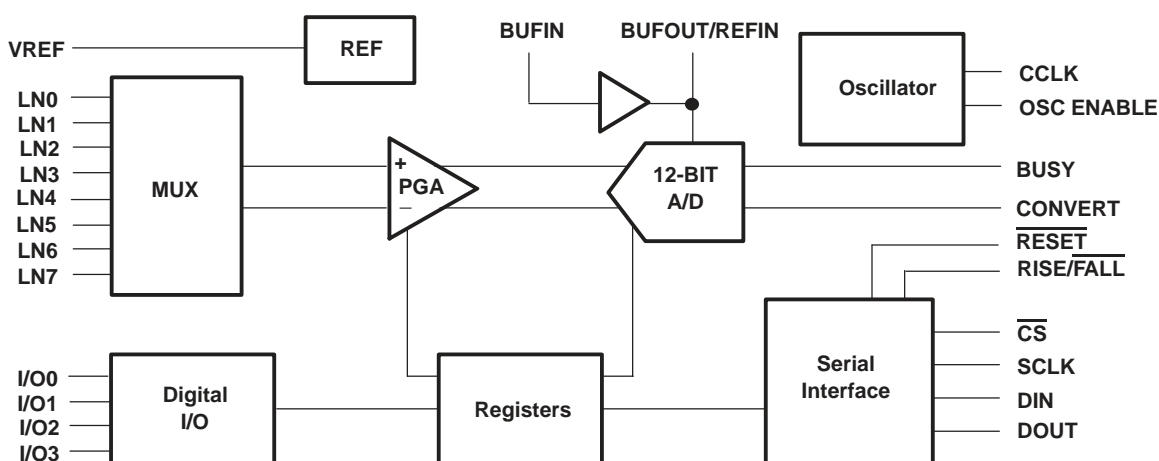 VREF
REF
BUFIN
BUFOUT/REFIN
Oscillator
CCLK
OSC ENABLE
LN0
LN1
LN2
LN3
LN4
LN5
LN6
LN7
MUX
+
PGA
–
12-BIT
A/D
BUSY
CONVERT
RESET
RISE/FALL
CS
SCLK
DIN
DOUT
Serial
Interface
I/O0
I/O1
I/O2
I/O3
Digital
I/O
Registers